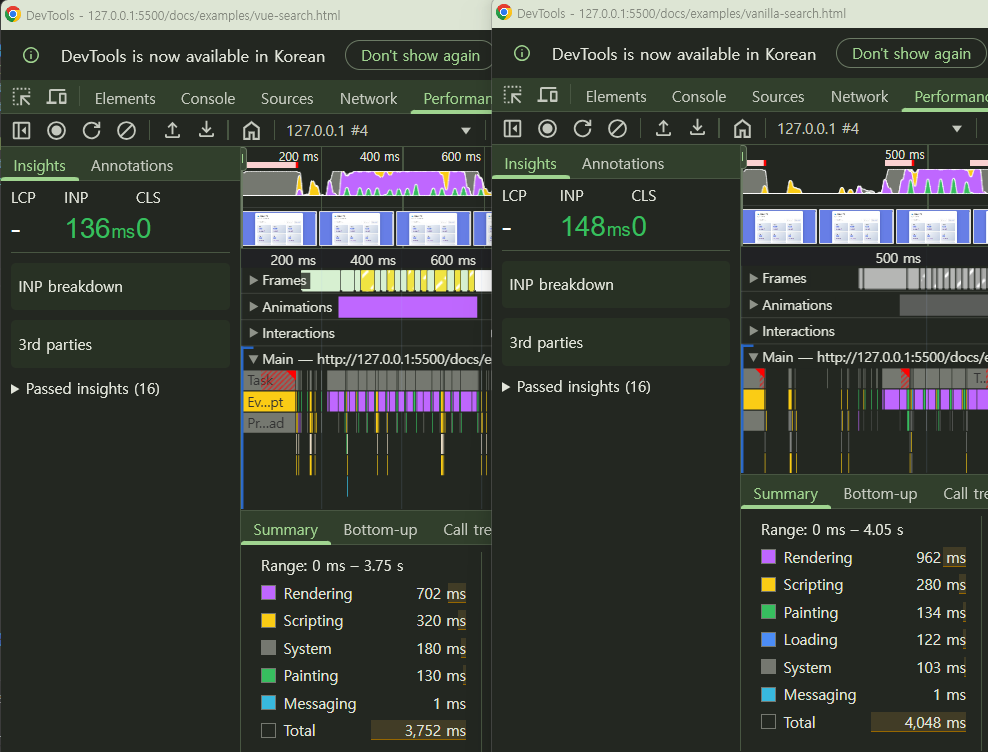 DevTools - 127.0.0.1:5500/docs/examples/vue-search.html
DevTools is now available in Korean
Don't show again
Elements
Console
Sources
Network
Performan
127.0.0.1 #4
Insights
Annotations
LCP
INP
CLS
-
136ms
0
INP breakdown
3rd parties
Passed insights (16)
200 ms
400 ms
600 ms
200 ms
400 ms
600 ms
Frames
Animations
Interactions
Main — http://127.0.0.1:5500/docs/e
Task
Ev...pt
Pr...ad
Summary
Bottom-up
Call tre
Range: 0 ms – 3.75 s
Rendering 702 ms
Scripting 320 ms
System 180 ms
Painting 130 ms
Messaging 1 ms
Total 3,752 ms
DevTools - 127.0.0.1:5500/docs/examples/vanilla-search.html
DevTools is now available in Korean
Don't show again
Elements
Console
Sources
Network
Performanc
127.0.0.1 #4
Insights
Annotations
LCP
INP
CLS
-
148ms
0
INP breakdown
3rd parties
Passed insights (16)
500 ms
500 ms
Frames
Animations
Interactions
Main — http://127.0.0.1:5500/docs/e
T...
Summary
Bottom-up
Call tre
Range: 0 ms – 4.05 s
Rendering 962 ms
Scripting 280 ms
Painting 134 ms
Loading 122 ms
System 103 ms
Messaging 1 ms
Total 4,048 ms